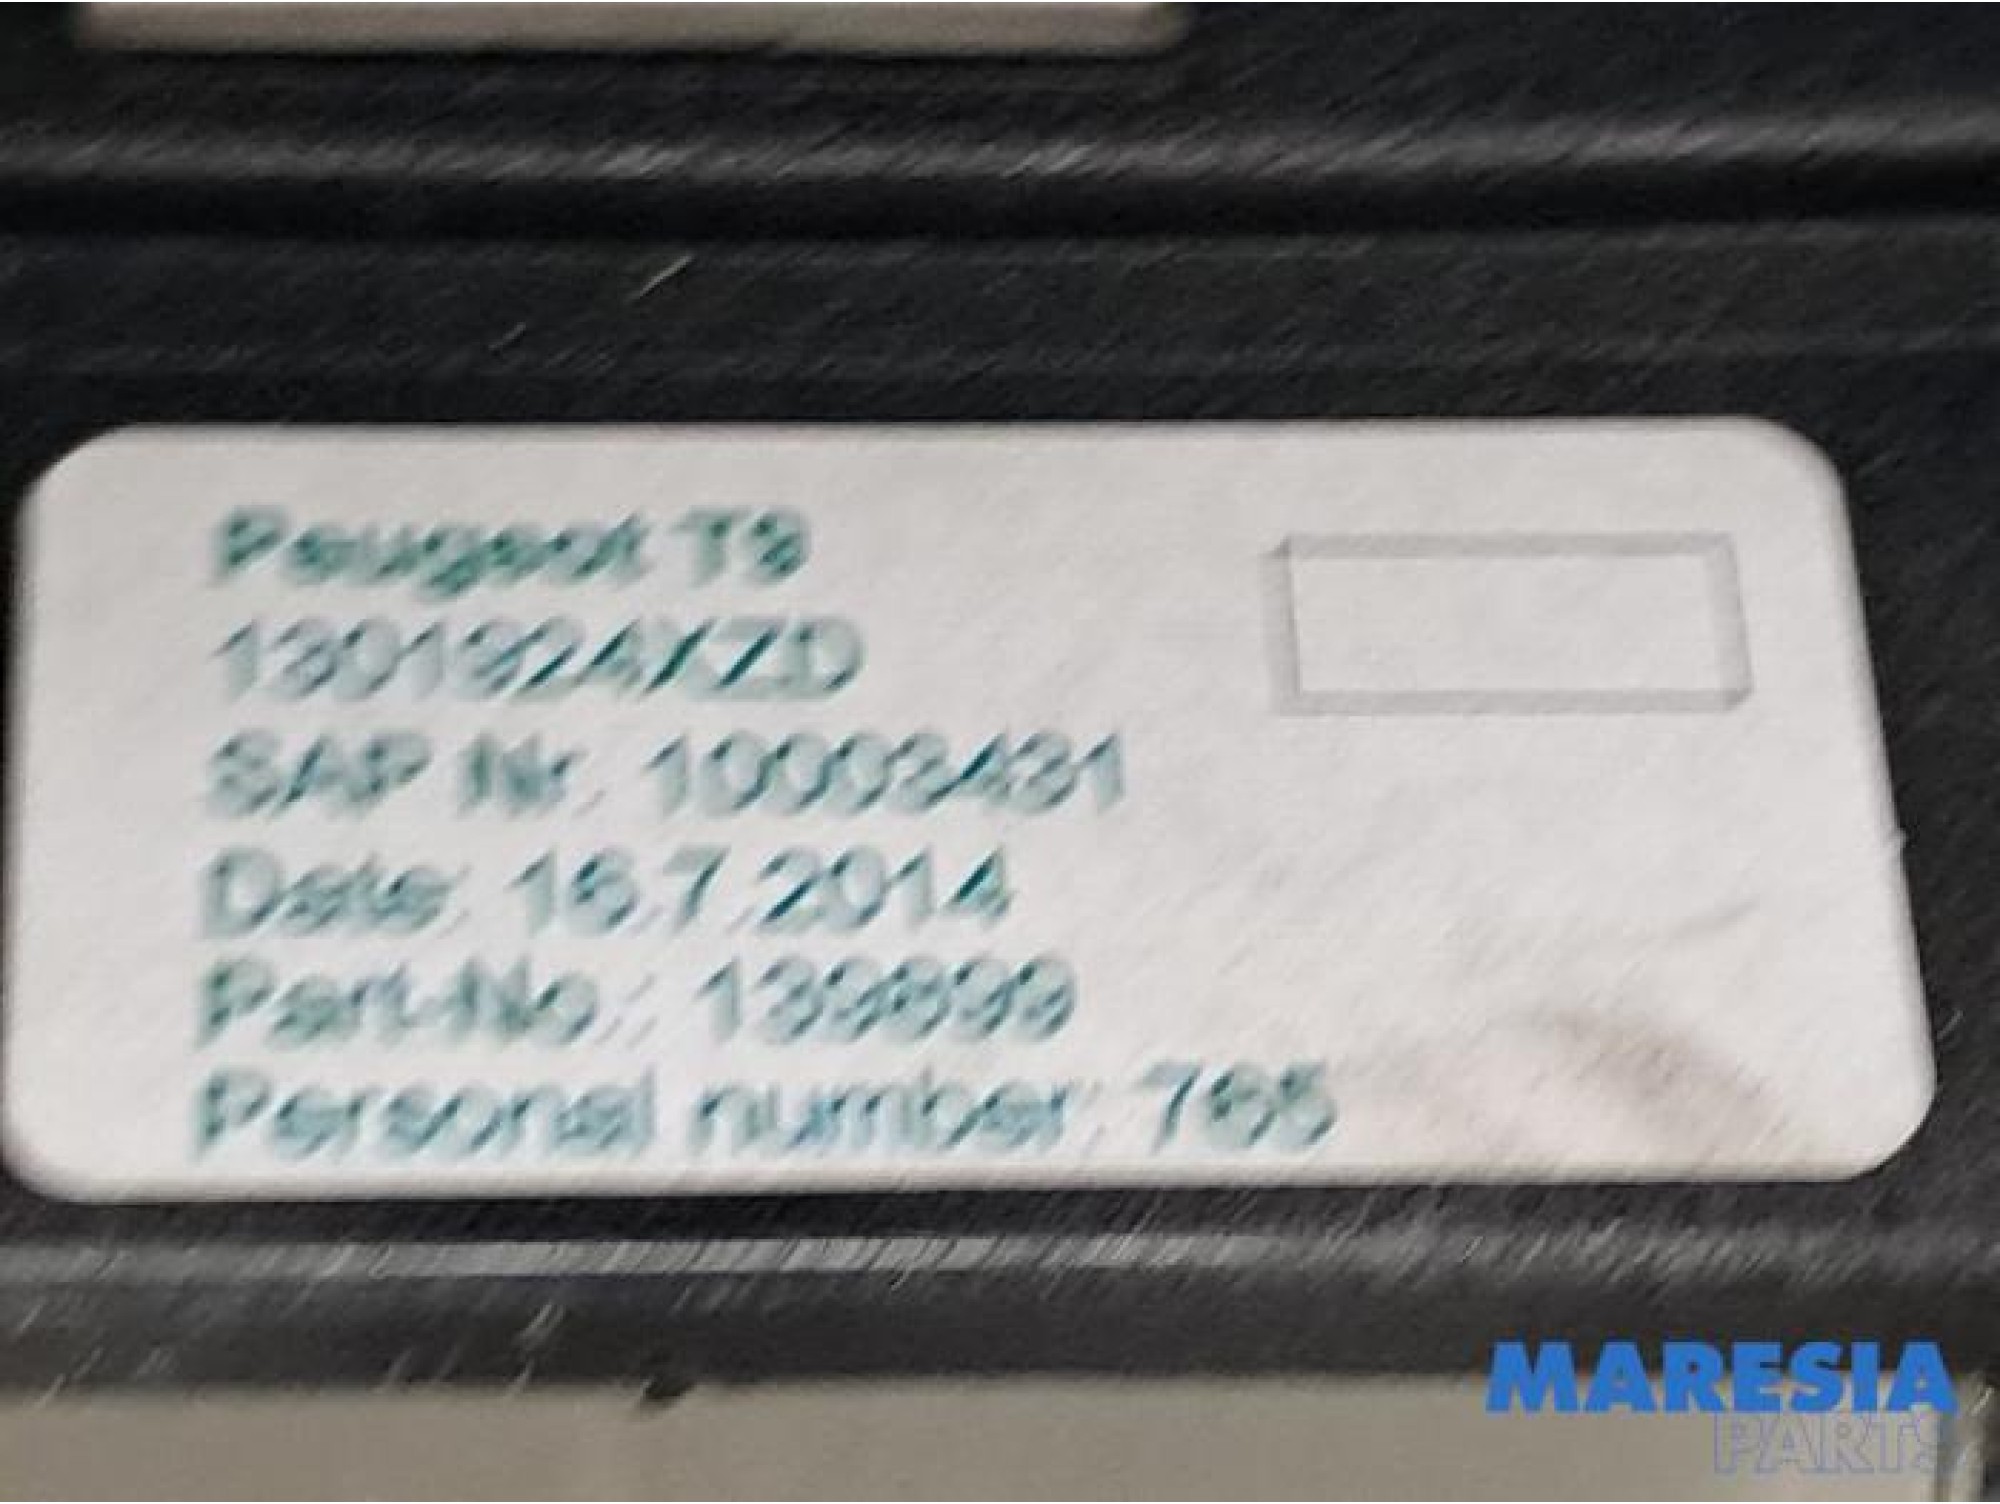 Peugeot T9
1301924XZD
SAP Nr. 10003431
Date: 16.7.2014
Part-No.: 139899
Personal number: 765
MARESIA
PARTS